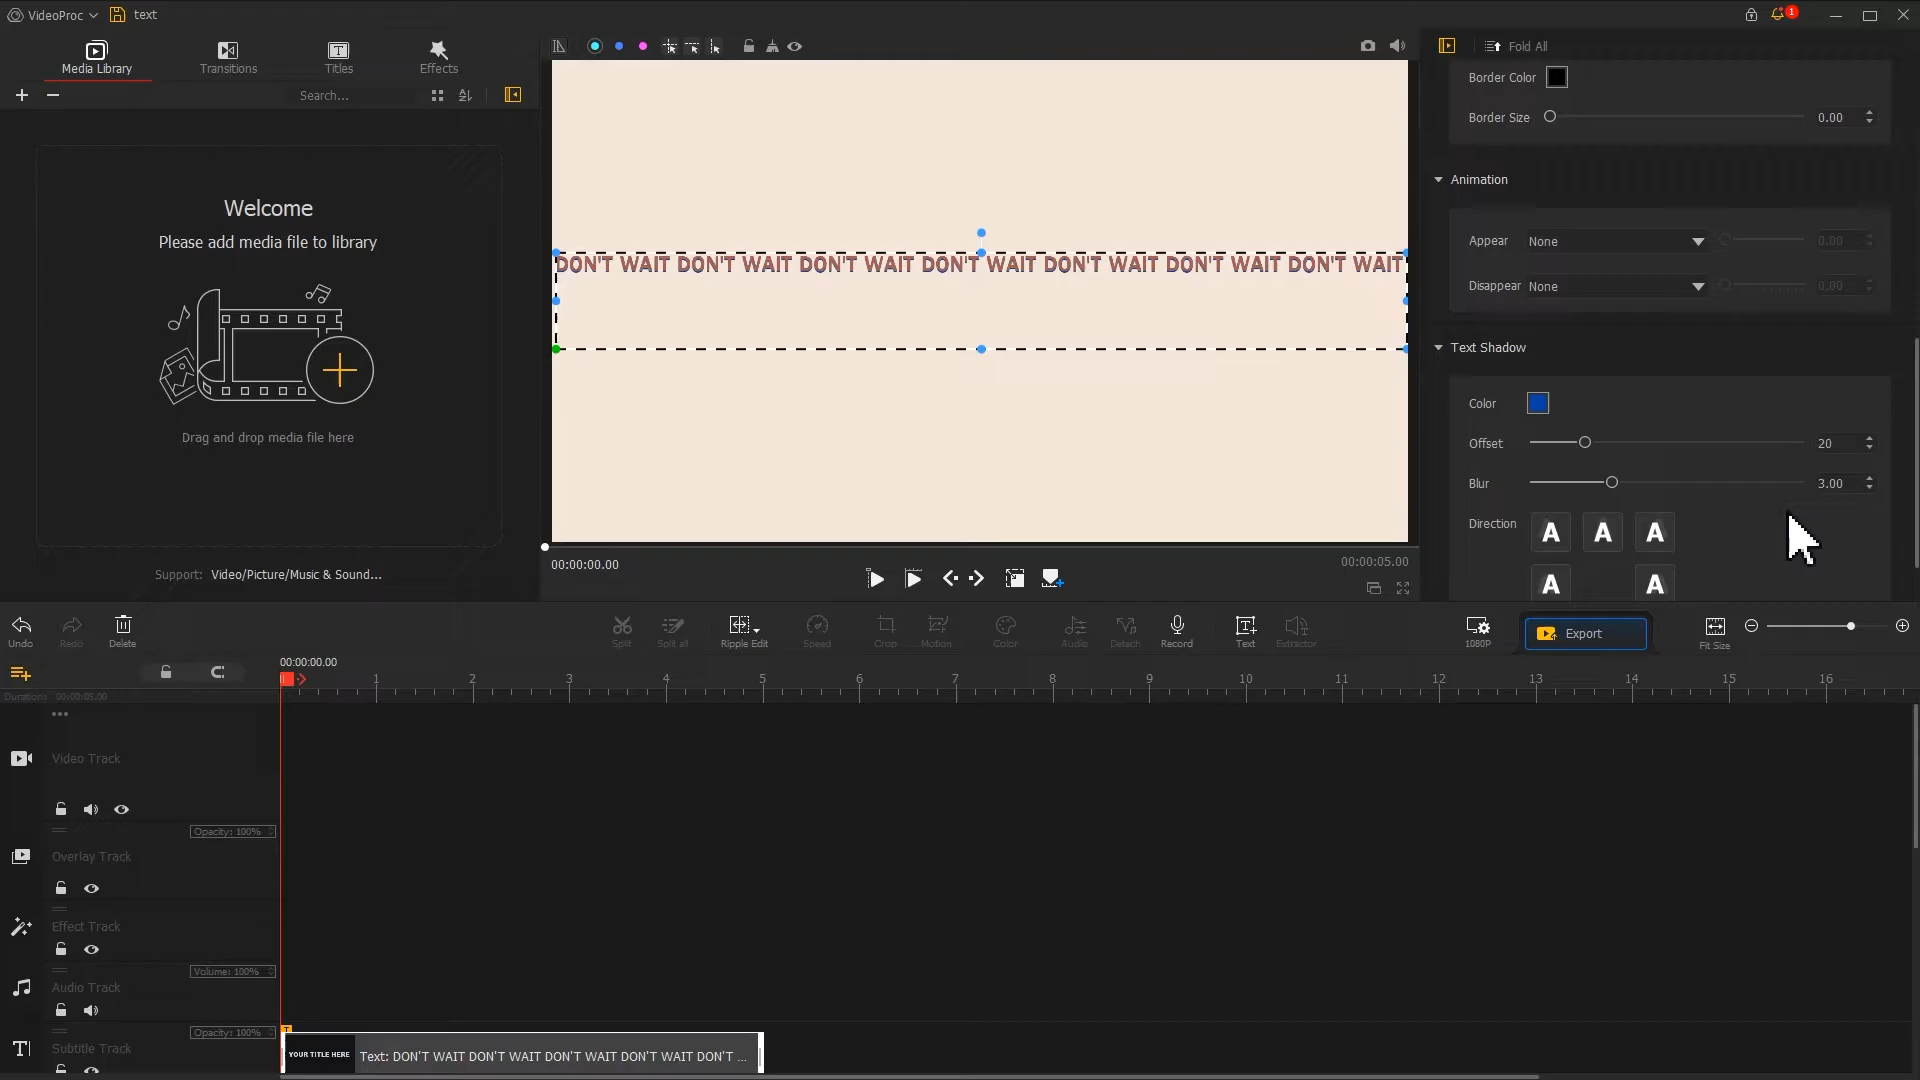 VideoProc
text
1
Media Library
Transitions
Titles
Effects
Search...
Fold All
Border Color
Border Size
0.00
Welcome
Please add media file to library
Drag and drop media file here
Support: Video/Picture/Music & Sound...
DON'T WAIT DON'T WAIT DON'T WAIT DON'T WAIT DON'T WAIT DON'T WAIT DON'T WAIT
00:00:00.00
00:00:05.00
Animation
Appear
None
0.00
Disappear
None
0.00
Text Shadow
Color
Offset
20
Blur
3.00
Direction
A A A
A A
Undo
Redo
Delete
Split
Split all
Ripple Edit
Speed
Crop
Motion
Color
Audio
Detach
Record
Text
Extractor
1080P
Export
Fit Size
00:00:00.00
1 2 3 4 5 6 7 8 9 10 11 12 13 14 15 16
Duration: 00:00:05.00
Video Track
Opacity: 100%
Overlay Track
Effect Track
Volume: 100%
Audio Track
Opacity: 100%
Subtitle Track
T
YOUR TITLE HERE
Text: DON'T WAIT DON'T WAIT DON'T WAIT DON'T WAIT DON'T ...